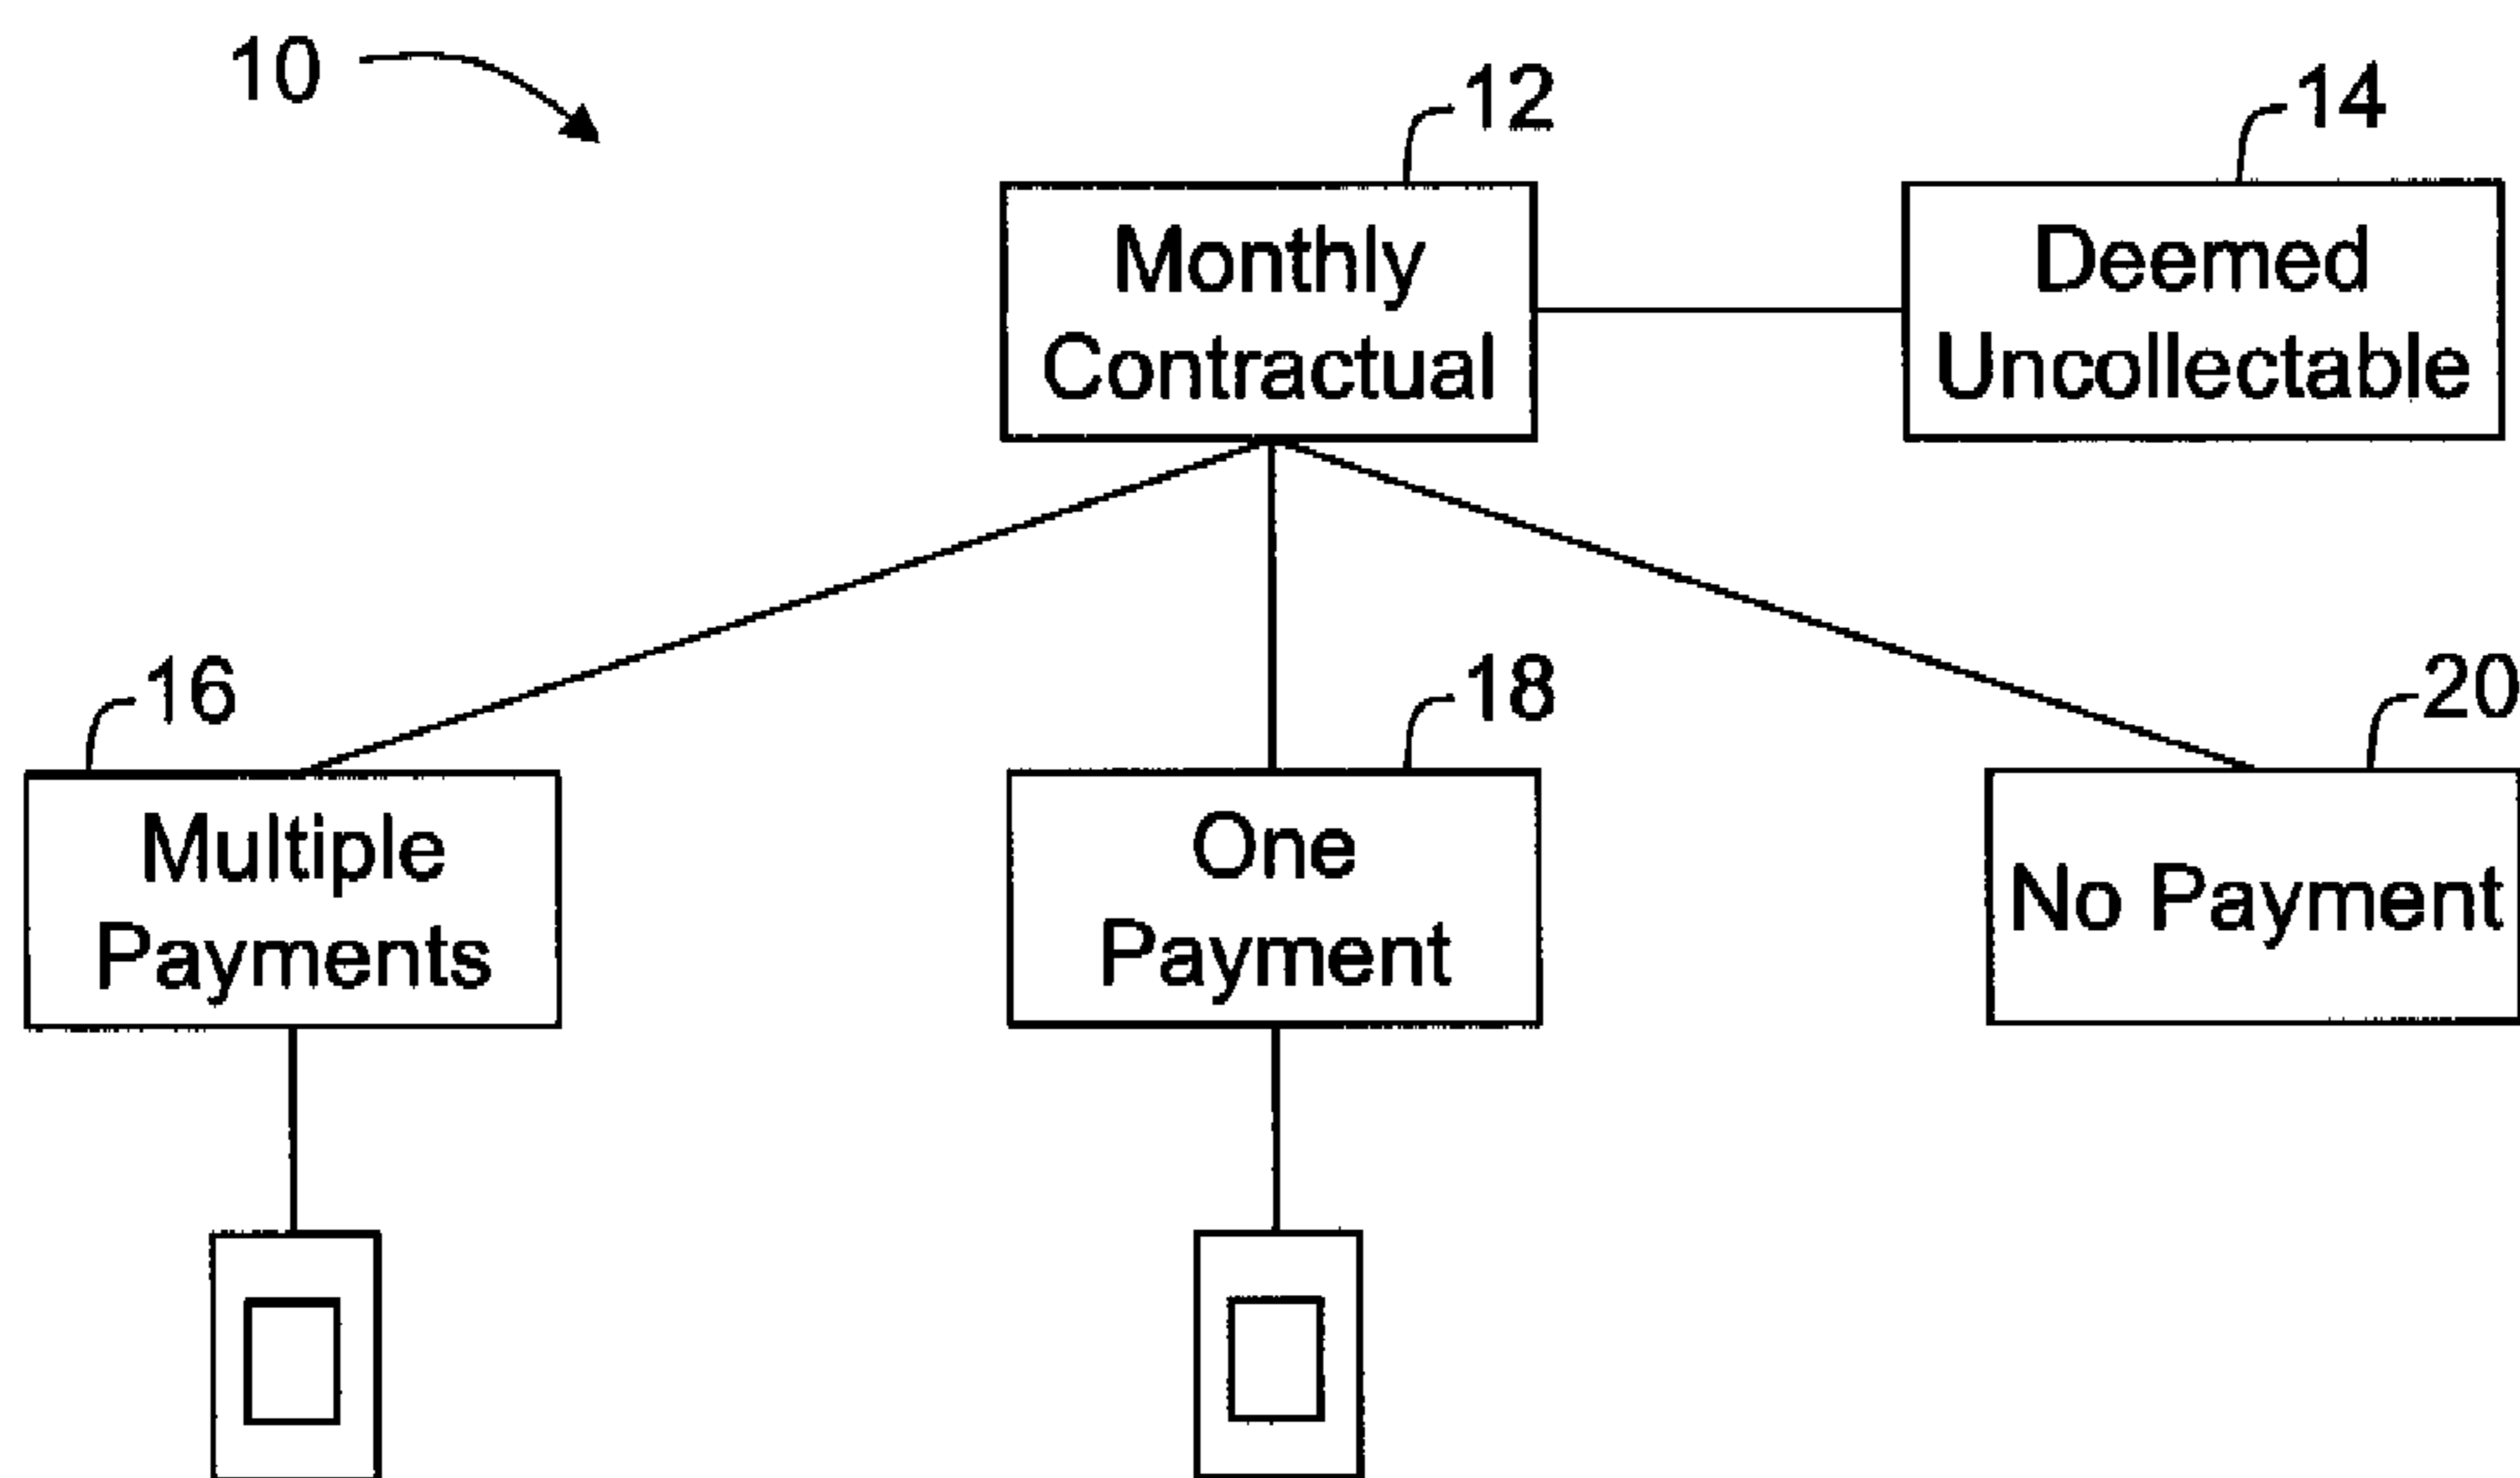 10
12
14
Monthly
Contractual
Deemed
Uncollectable
16
18
20
Multiple
Payments
One
Payment
No Payment